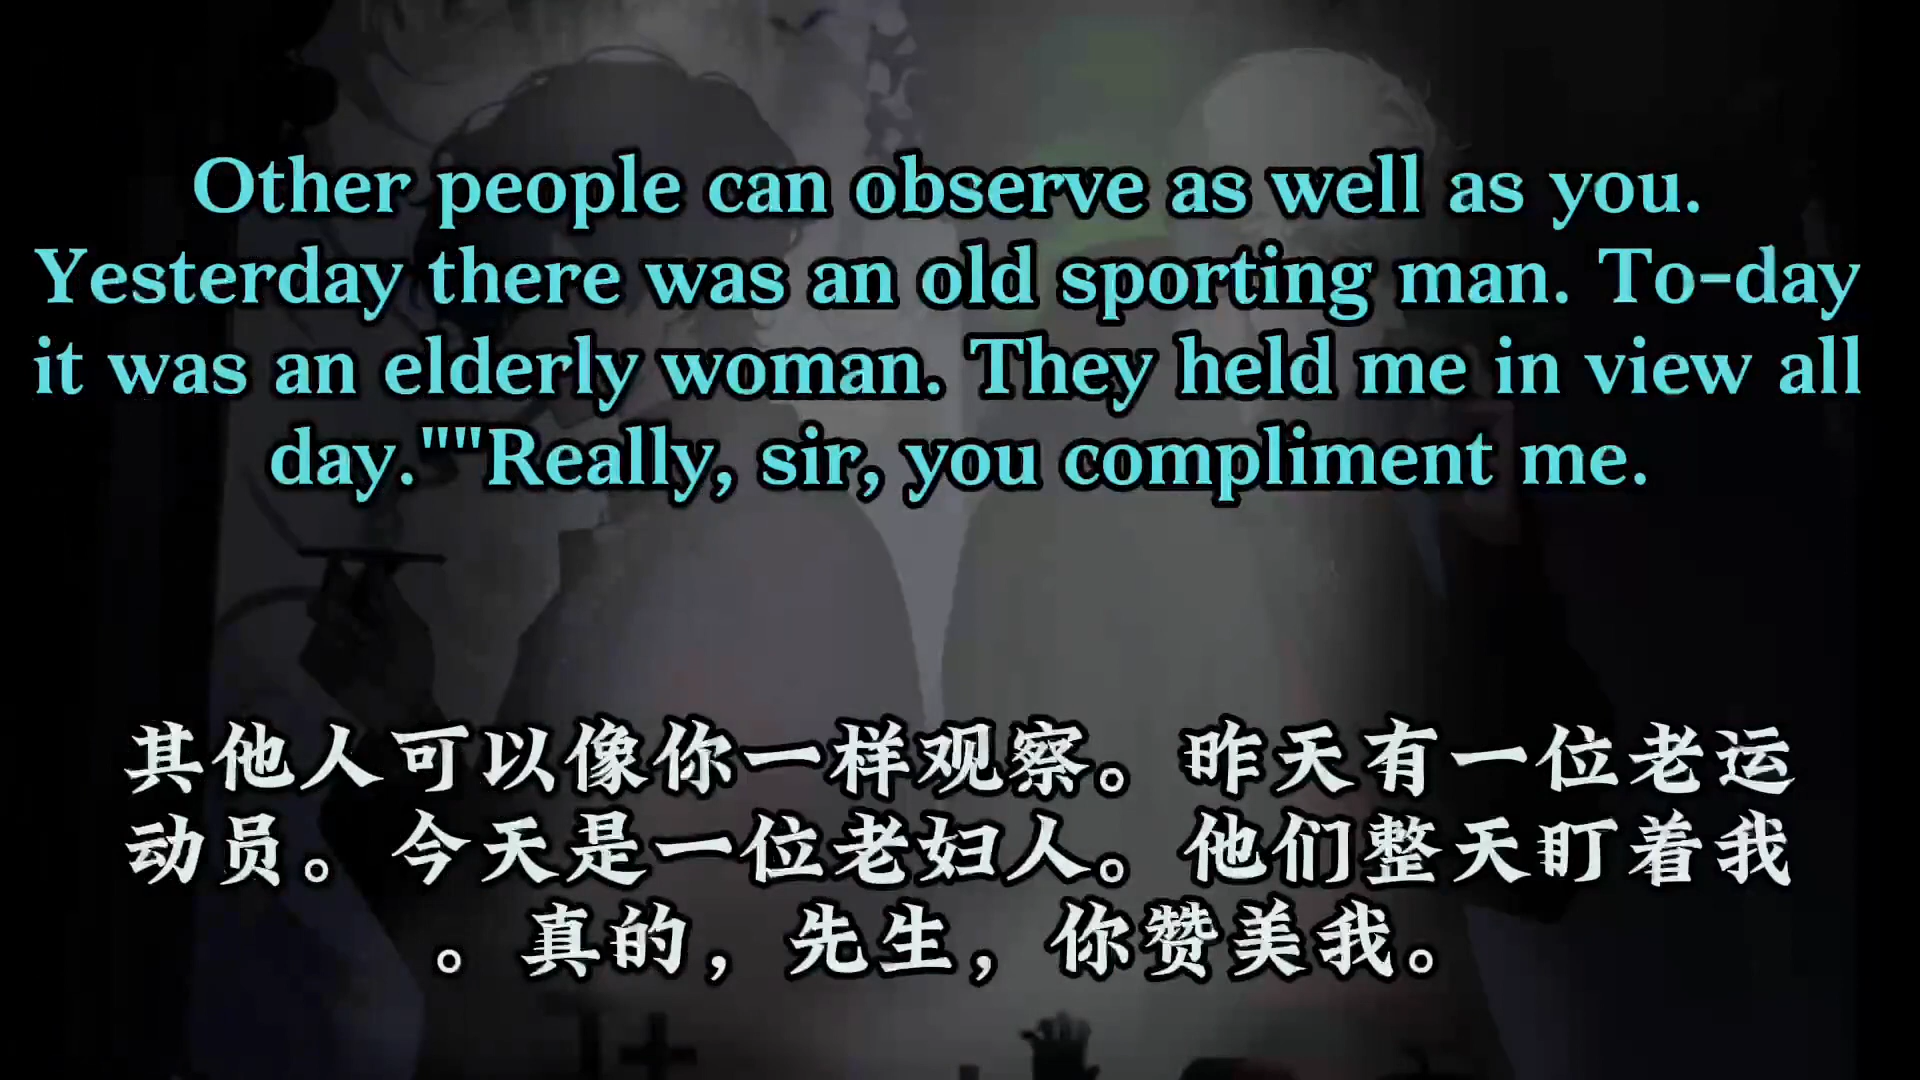 Other people can observe as well as you.
Yesterday there was an old sporting man. To-day
it was an elderly woman. They held me in view all
day.""Really, sir, you compliment me.
其他人可以像你一样观察。昨天有一位老运
动员。今天是一位老妇人。他们整天盯着我
。真的，先生，你赞美我。